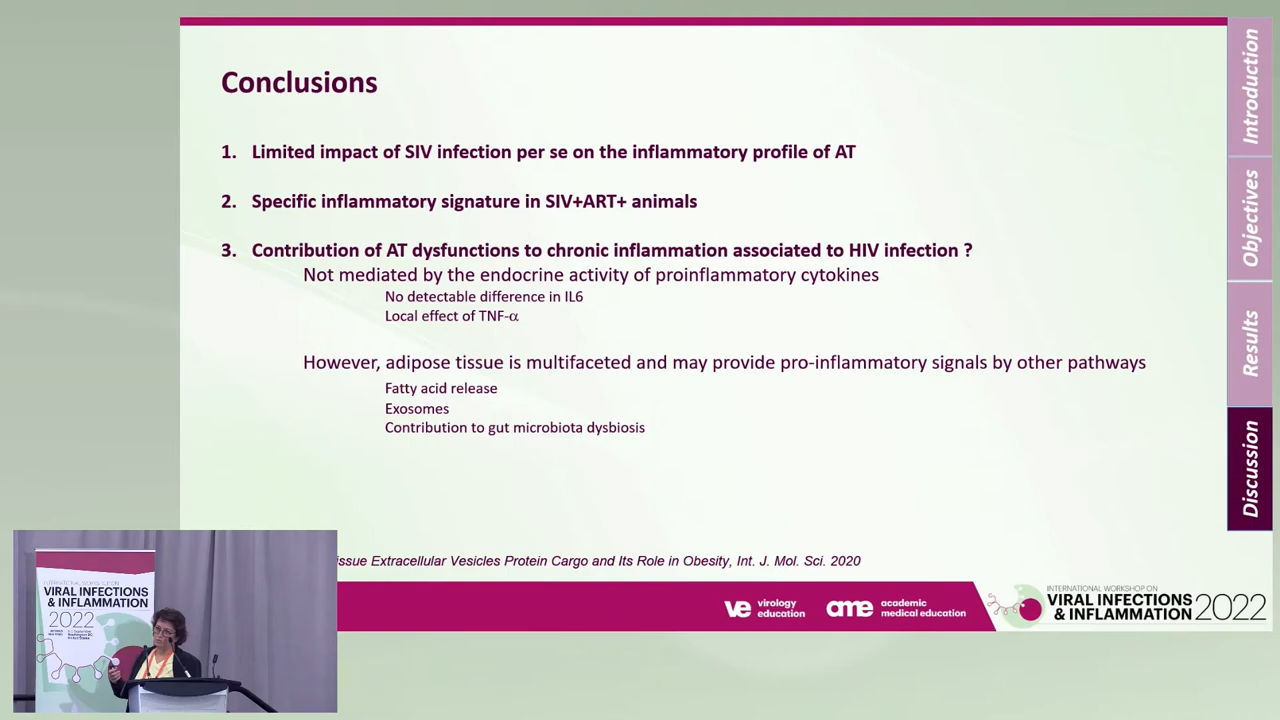 Conclusions
1. Limited impact of SIV infection per se on the inflammatory profile of AT
2. Specific inflammatory signature in SIV+ART+ animals
3. Contribution of AT dysfunctions to chronic inflammation associated to HIV infection ?
Not mediated by the endocrine activity of proinflammatory cytokines
No detectable difference in IL6
Local effect of TNF-α
However, adipose tissue is multifaceted and may provide pro-inflammatory signals by other pathways
Fatty acid release
Exosomes
Contribution to gut microbiota dysbiosis
issue Extracellular Vesicles Protein Cargo and Its Role in Obesity, Int. J. Mol. Sci. 2020
Introduction
Objectives
Results
Discussion
ve virology
education
ame academic
medical education
INTERNATIONAL WORKSHOP ON
VIRAL INFECTIONS
& INFLAMMATION 2022
INTERNATIONAL WORKSHOP ON
VIRAL INFECTIONS
& INFLAMMATION
2022